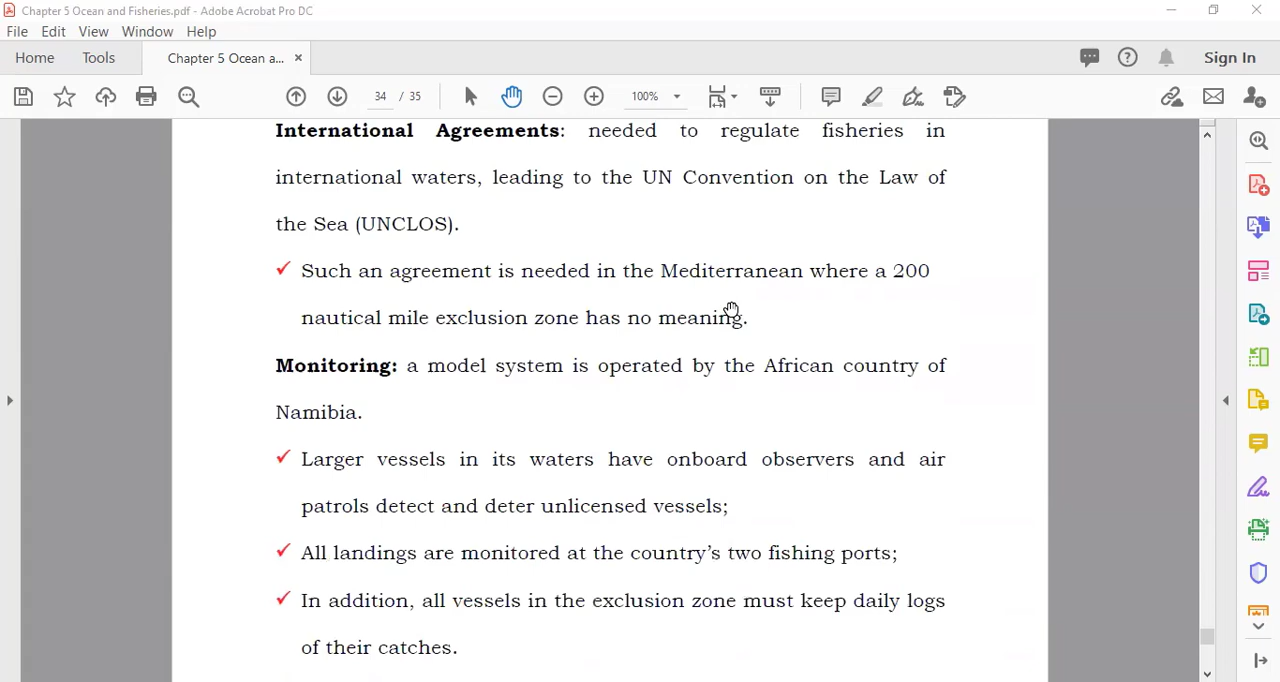 Chapter 5 Ocean and Fisheries.pdf - Adobe Acrobat Pro DC
File Edit View Window Help
Home Tools Chapter 5 Ocean a... × Sign In
34 / 35 100%
International Agreements: needed to regulate fisheries in
international waters, leading to the UN Convention on the Law of
the Sea (UNCLOS).
✓ Such an agreement is needed in the Mediterranean where a 200
nautical mile exclusion zone has no meaning.
Monitoring: a model system is operated by the African country of
Namibia.
✓ Larger vessels in its waters have onboard observers and air
patrols detect and deter unlicensed vessels;
✓ All landings are monitored at the country’s two fishing ports;
✓ In addition, all vessels in the exclusion zone must keep daily logs
of their catches.